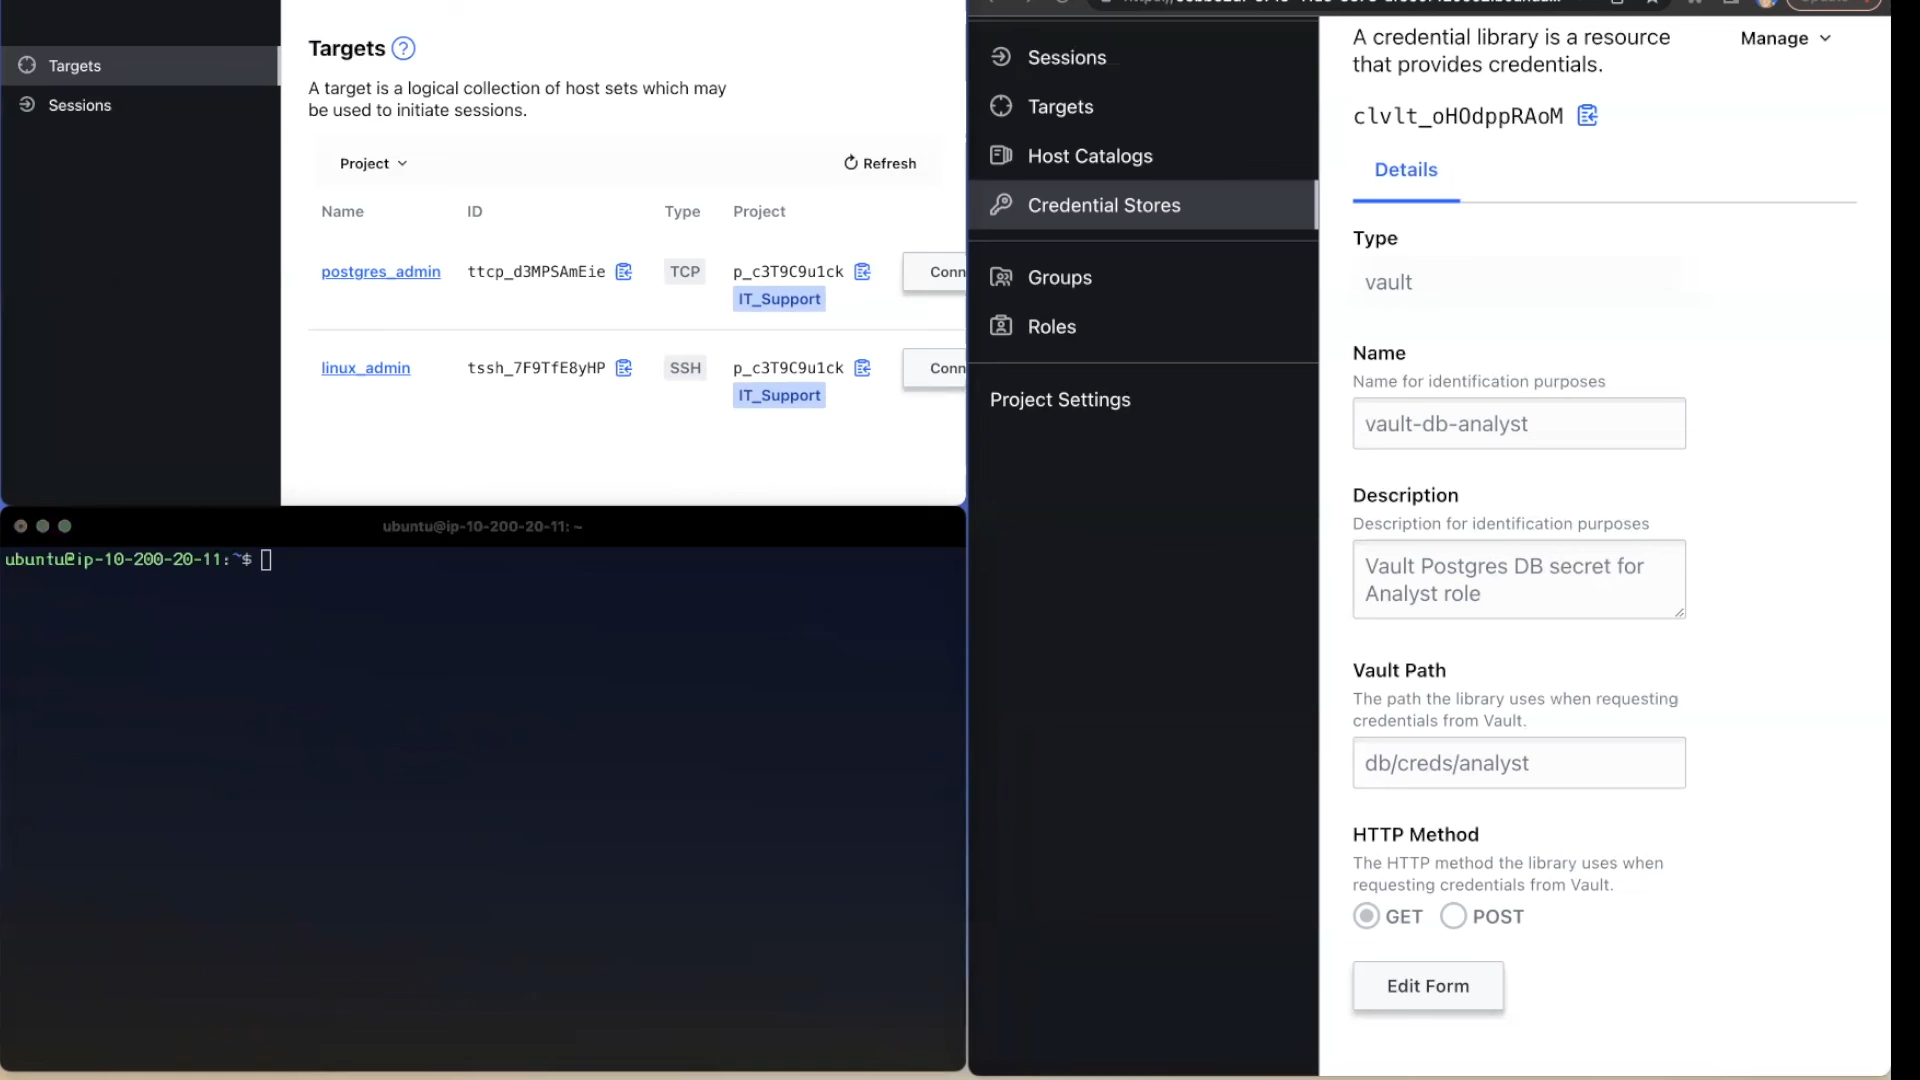 Targets
Sessions
Targets
A target is a logical collection of host sets which may
be used to initiate sessions.
Project
Refresh
Name ID Type Project
postgres_admin ttcp_d3MPSAmEie TCP p_c3T9C9u1ck Conn
IT_Support
linux_admin tssh_7F9TfE8yHP SSH p_c3T9C9u1ck Conn
IT_Support
ubuntu@ip-10-200-20-11: ~
ubuntu@ip-10-200-20-11:~$
Sessions
Targets
Host Catalogs
Credential Stores
Groups
Roles
Project Settings
A credential library is a resource
that provides credentials.
Manage
clvlt_oHOdppRAoM
Details
Type
vault
Name
Name for identification purposes
vault-db-analyst
Description
Description for identification purposes
Vault Postgres DB secret for
Analyst role
Vault Path
The path the library uses when requesting
credentials from Vault.
db/creds/analyst
HTTP Method
The HTTP method the library uses when
requesting credentials from Vault.
GET POST
Edit Form